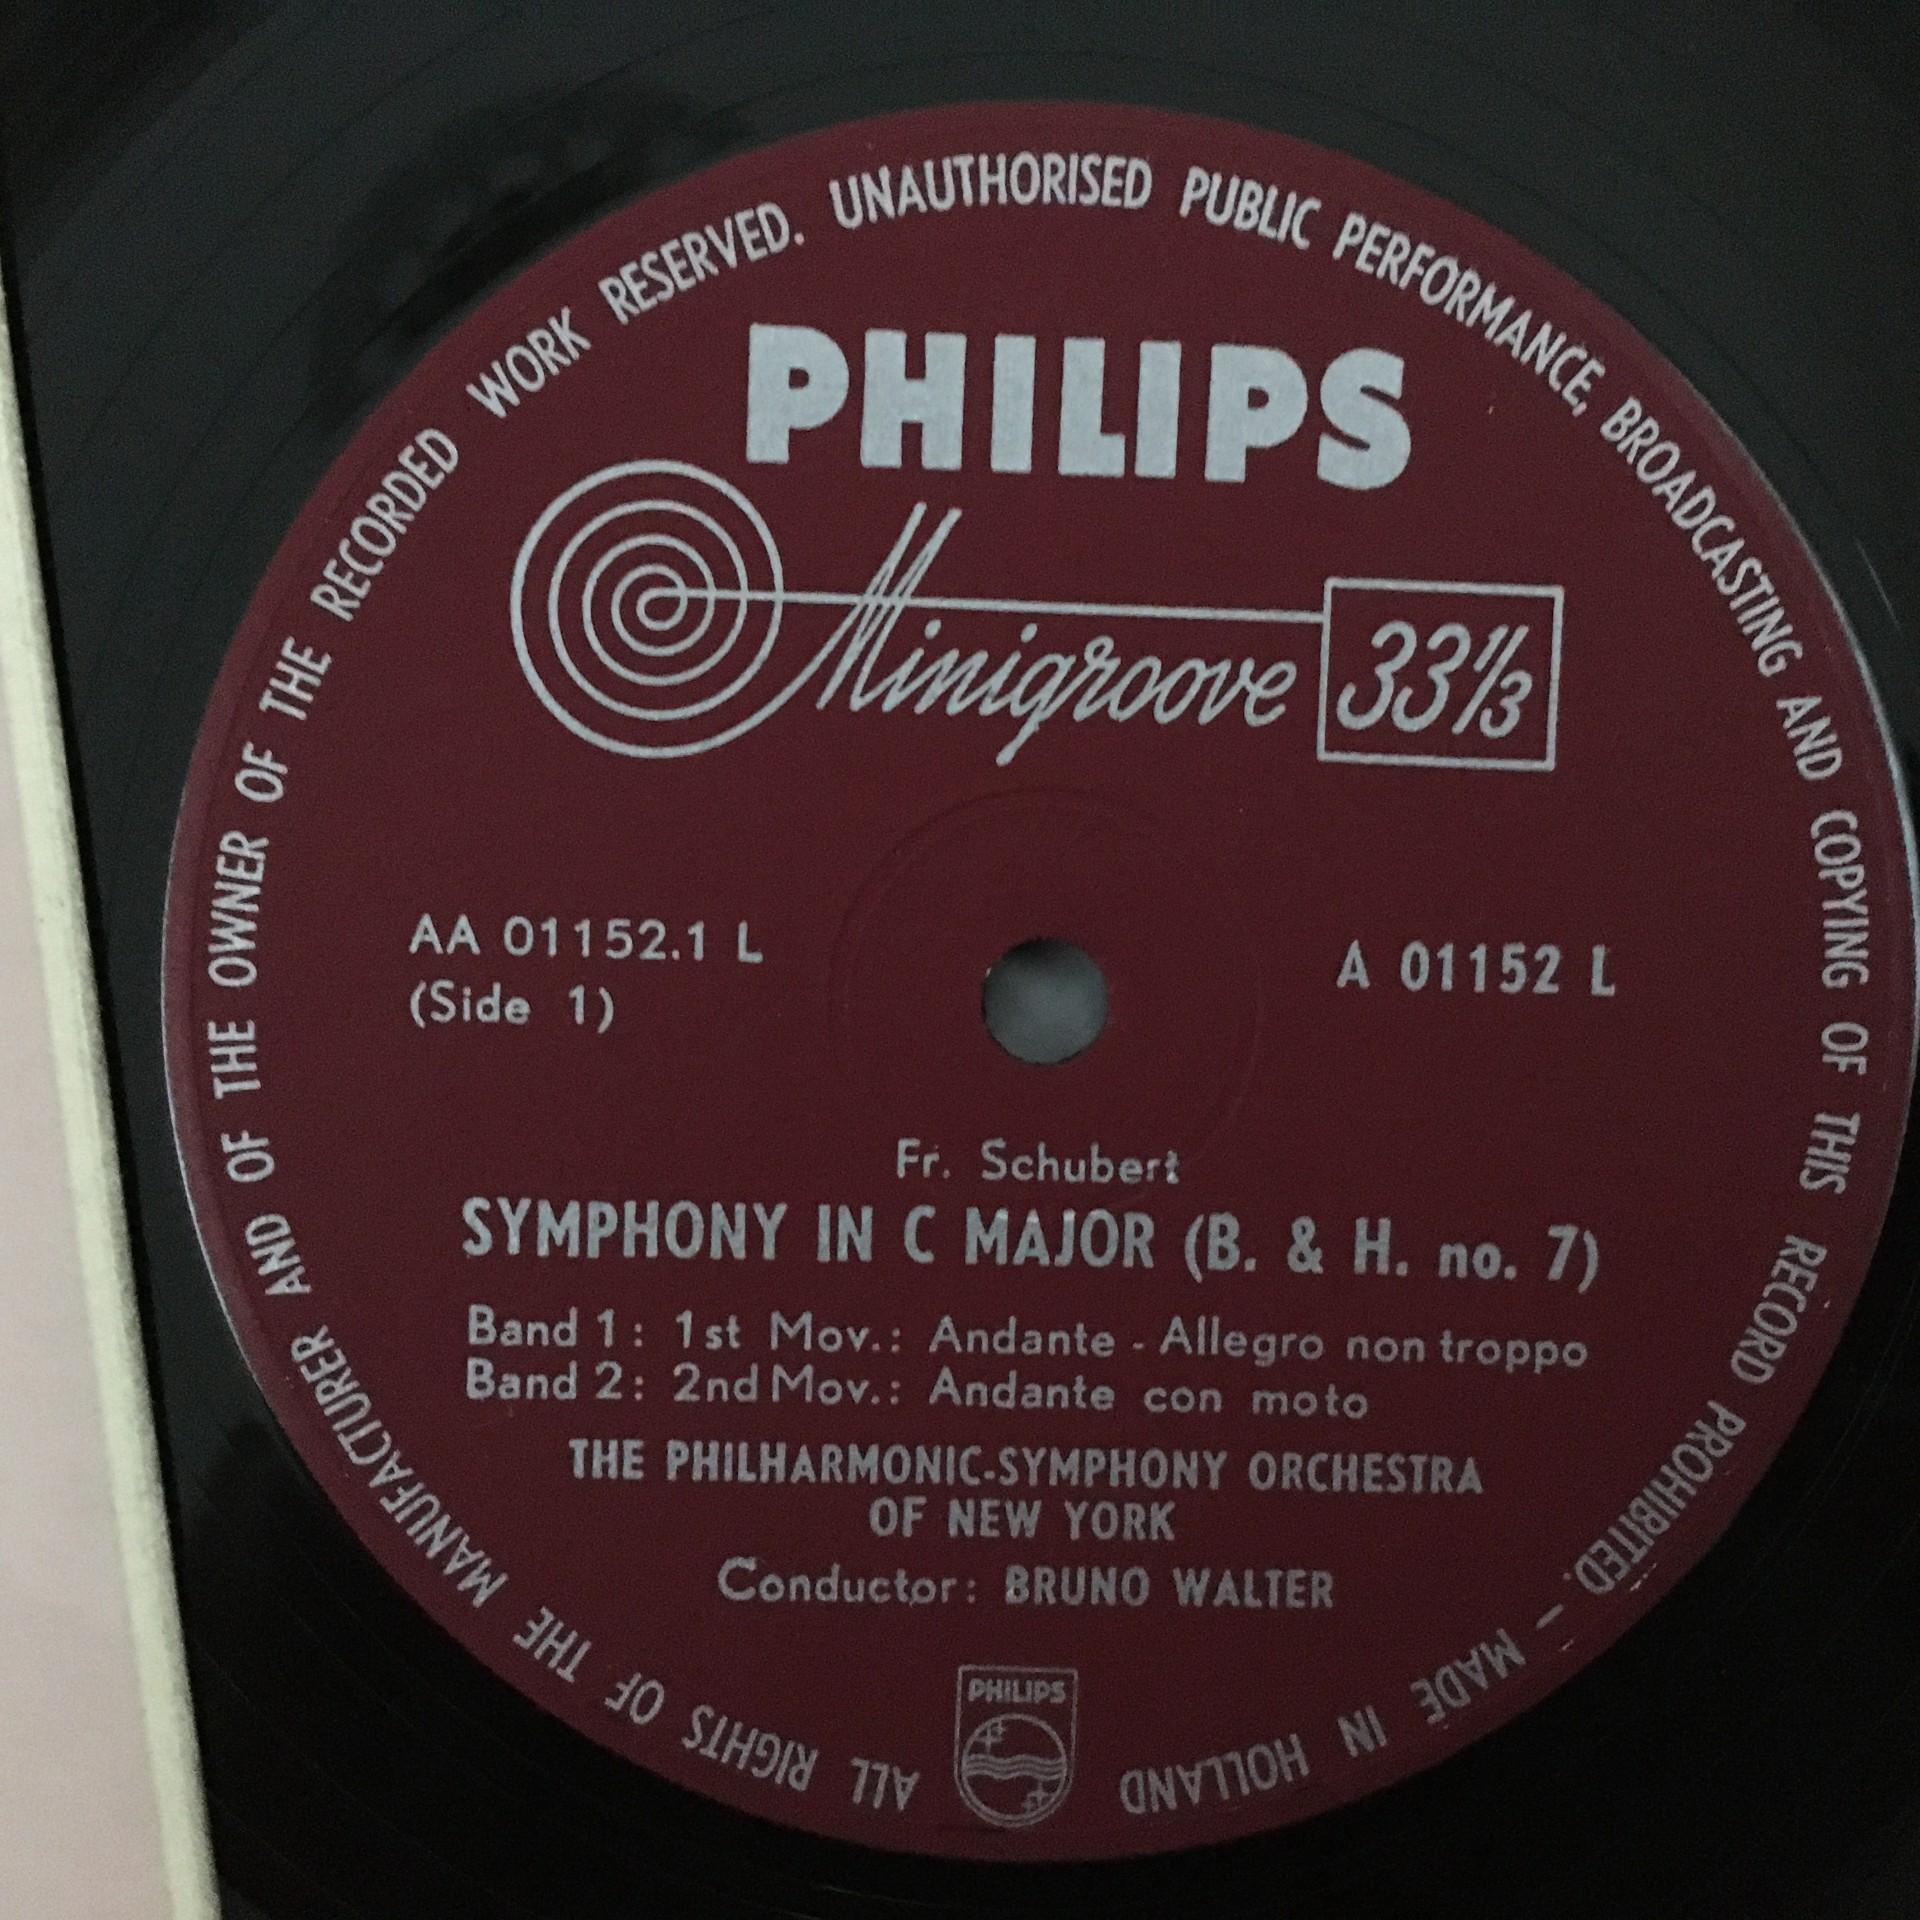 ALL RIGHTS OF THE MANUFACTURER AND OF THE OWNER OF THE RECORDED WORK RESERVED. UNAUTHORISED PUBLIC PERFORMANCE, BROADCASTING AND COPYING OF THIS RECORD PROHIBITED. - MADE IN HOLLAND
PHILIPS
Minigroove 33⅓
AA 01152.1 L
(Side 1)
A 01152 L
Fr. Schubert
SYMPHONY IN C MAJOR (B. & H. no. 7)
Band 1: 1st Mov.: Andante - Allegro non troppo
Band 2: 2nd Mov.: Andante con moto
THE PHILHARMONIC-SYMPHONY ORCHESTRA
OF NEW YORK
Conductor: BRUNO WALTER
PHILIPS